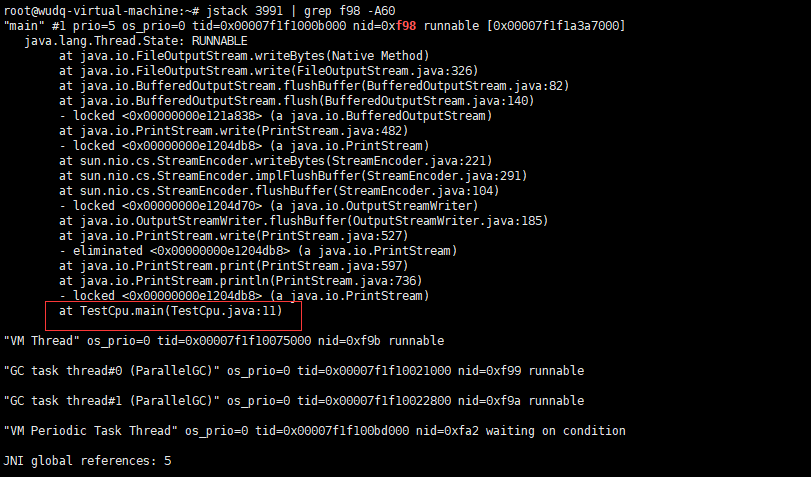 root@wudq-virtual-machine:~# jstack 3991 | grep f98 -A60
"main" #1 prio=5 os_prio=0 tid=0x00007f1f1000b000 nid=0xf98 runnable [0x00007f1f1a3a7000]
java.lang.Thread.State: RUNNABLE
at java.io.FileOutputStream.writeBytes(Native Method)
at java.io.FileOutputStream.write(FileOutputStream.java:326)
at java.io.BufferedOutputStream.flushBuffer(BufferedOutputStream.java:82)
at java.io.BufferedOutputStream.flush(BufferedOutputStream.java:140)
- locked <0x00000000e121a838> (a java.io.BufferedOutputStream)
at java.io.PrintStream.write(PrintStream.java:482)
- locked <0x00000000e1204db8> (a java.io.PrintStream)
at sun.nio.cs.StreamEncoder.writeBytes(StreamEncoder.java:221)
at sun.nio.cs.StreamEncoder.implFlushBuffer(StreamEncoder.java:291)
at sun.nio.cs.StreamEncoder.flushBuffer(StreamEncoder.java:104)
- locked <0x00000000e1204d70> (a java.io.OutputStreamWriter)
at java.io.OutputStreamWriter.flushBuffer(OutputStreamWriter.java:185)
at java.io.PrintStream.write(PrintStream.java:527)
- eliminated <0x00000000e1204db8> (a java.io.PrintStream)
at java.io.PrintStream.print(PrintStream.java:597)
at java.io.PrintStream.println(PrintStream.java:736)
- locked <0x00000000e1204db8> (a java.io.PrintStream)
at TestCpu.main(TestCpu.java:11)
"VM Thread" os_prio=0 tid=0x00007f1f10075000 nid=0xf9b runnable
"GC task thread#0 (ParallelGC)" os_prio=0 tid=0x00007f1f10021000 nid=0xf99 runnable
"GC task thread#1 (ParallelGC)" os_prio=0 tid=0x00007f1f10022800 nid=0xf9a runnable
"VM Periodic Task Thread" os_prio=0 tid=0x00007f1f100bd000 nid=0xfa2 waiting on condition
JNI global references: 5